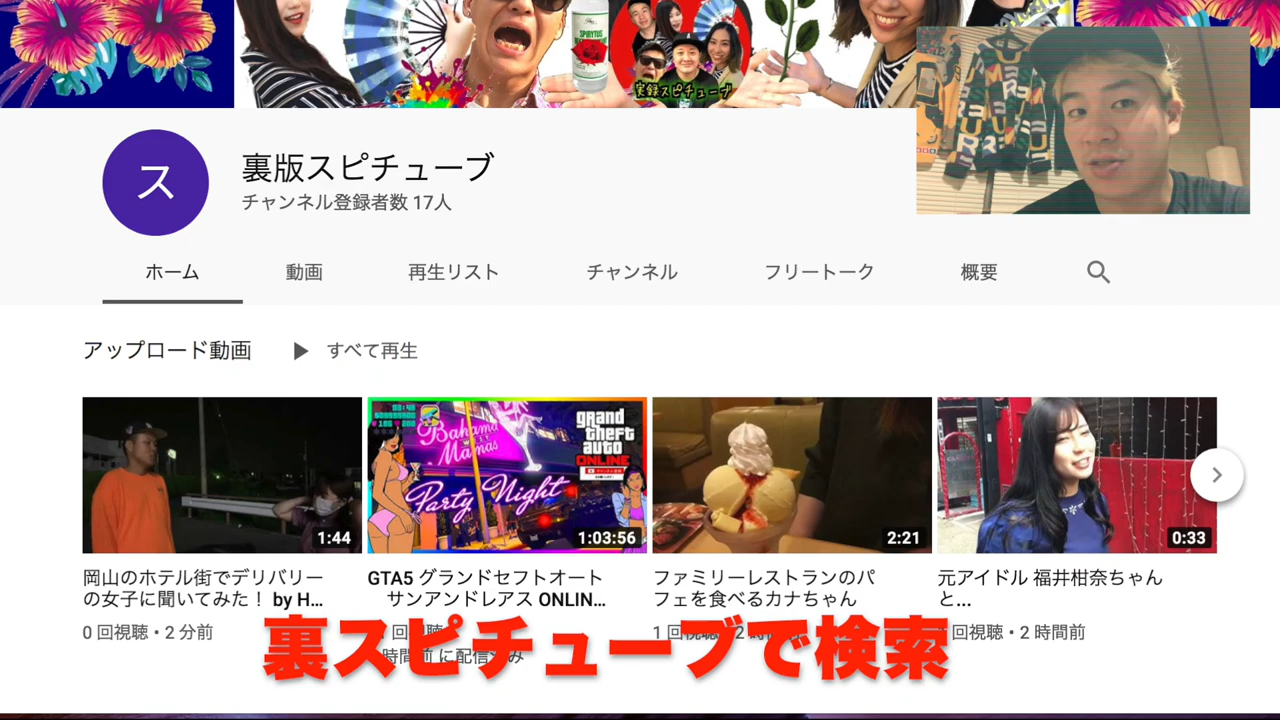 SPIRYTUS
実録スピチューブ
ス
裏版スピチューブ
チャンネル登録者数 17人
ホーム
動画
再生リスト
チャンネル
フリートーク
概要
アップロード動画
すべて再生
1:44
Bahama
Mamas
Party Night
grand
theft
auto
ONLINE
1:03:56
2:21
0:33
岡山のホテル街でデリバリー
の女子に聞いてみた！ by H...
0 回視聴・2 分前
GTA5 グランドセフトオート
サンアンドレアス ONLIN...
回視聴
時間前 に配信済み
ファミリーレストランのパ
フェを食べるカナちゃん
1 回視聴・2 時間前
元アイドル 福井柑奈ちゃん
と...
回視聴・2 時間前
裏スピチューブで検索